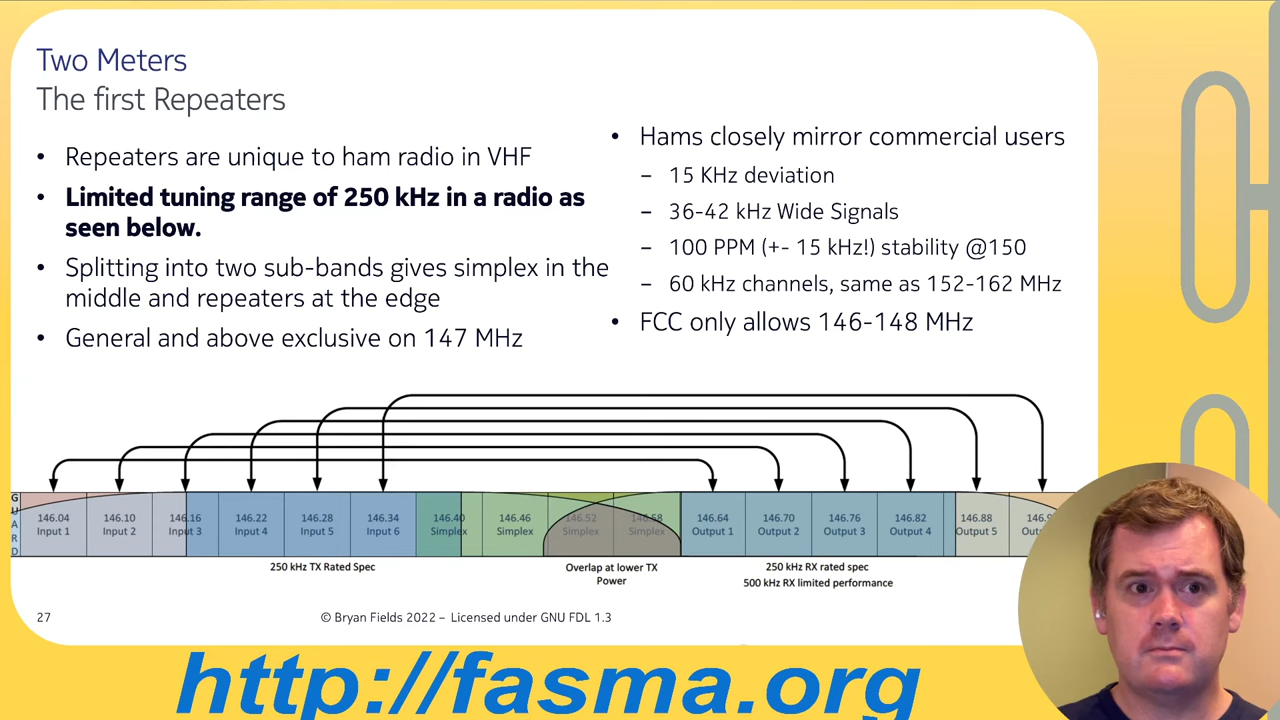 Two Meters
The first Repeaters
• Repeaters are unique to ham radio in VHF
• Limited tuning range of 250 kHz in a radio as
seen below.
• Splitting into two sub-bands gives simplex in the
middle and repeaters at the edge
• General and above exclusive on 147 MHz
• Hams closely mirror commercial users
– 15 KHz deviation
– 36-42 kHz Wide Signals
– 100 PPM (+- 15 kHz!) stability @150
– 60 kHz channels, same as 152-162 MHz
• FCC only allows 146-148 MHz
GUARD
146.04 146.10 146.16 146.22 146.28 146.34 146.40 146.46 146.52 146.58 146.64 146.70 146.76 146.82 146.88
Input 1 Input 2 Input 3 Input 4 Input 5 Input 6 Simplex Simplex Simplex Simplex Output 1 Output 2 Output 3 Output 4 Output 5
250 kHz TX Rated Spec
Overlap at lower TX
Power
250 kHz RX rated spec
500 kHz RX limited performance
27
© Bryan Fields 2022 – Licensed under GNU FDL 1.3
http://fasma.org